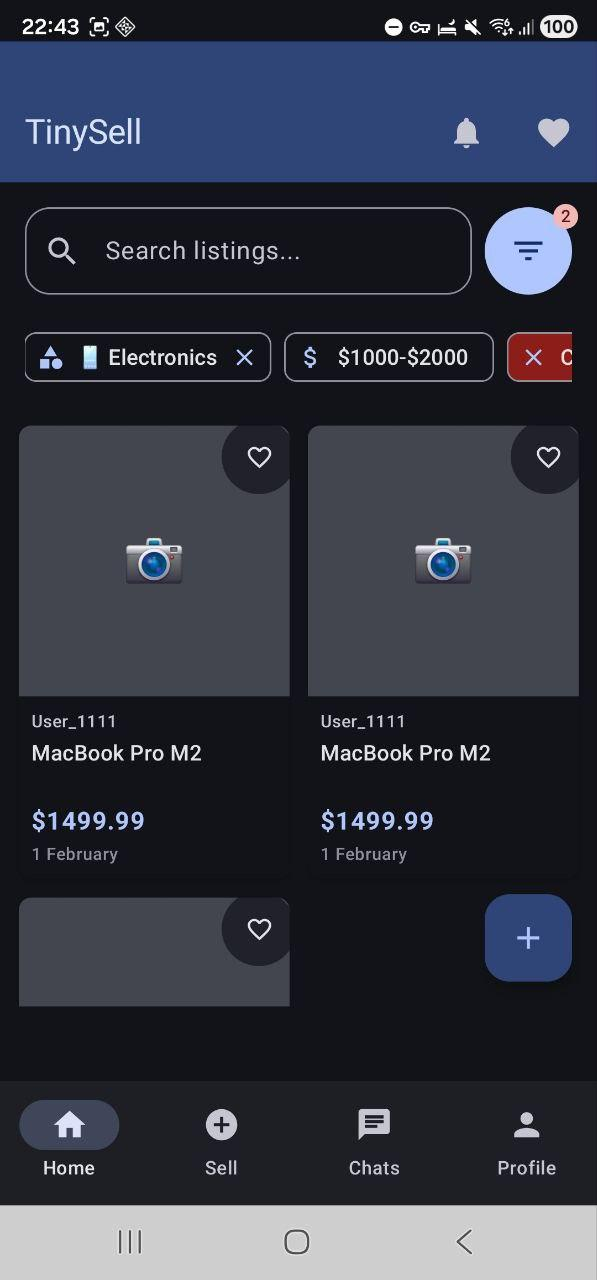 22:43
100
TinySell
Search listings...
2
Electronics
$1000-$2000
User_1111
MacBook Pro M2
$1499.99
1 February
User_1111
MacBook Pro M2
$1499.99
1 February
Home
Sell
Chats
Profile